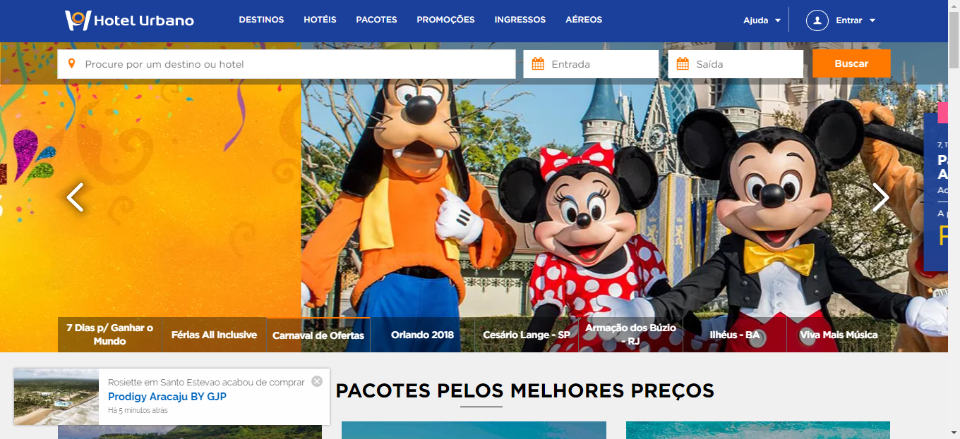 Hotel Urbano
DESTINOS HOTÉIS PACOTES PROMOÇÕES INGRESSOS AÉREOS
Ajuda Entrar
Procure por um destino ou hotel
Entrada
Saída
Buscar
7 Dias p/ Ganhar o
Mundo
Férias All Inclusive
Carnaval de Ofertas
Orlando 2018
Cesário Lange - SP
Armação dos Búzio
- RJ
Ilhéus - BA
Viva Mais Música
Rosiette em Santo Estevao acabou de comprar
Prodigy Aracaju BY GJP
Há 5 minutos atrás
PACOTES PELOS MELHORES PREÇOS